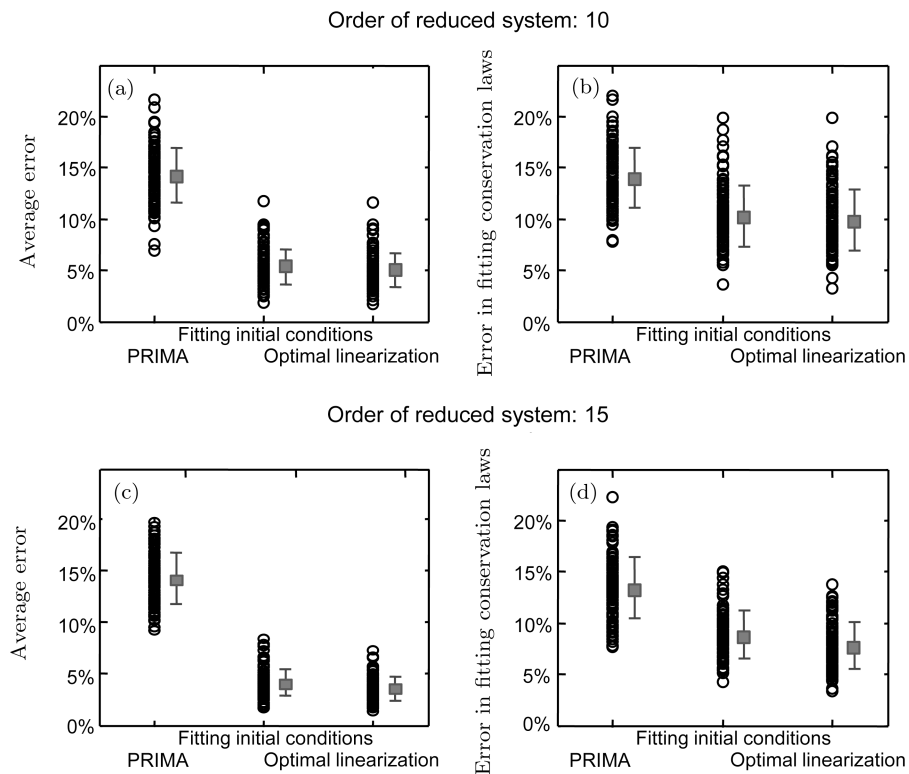 Order of reduced system: 10
(a)
Average error
20%
15%
10%
5%
0%
Fitting initial conditions
PRIMA
Optimal linearization
(b)
Error in fitting conservation laws
20%
15%
10%
5%
0%
Fitting initial conditions
PRIMA
Optimal linearization
Order of reduced system: 15
(c)
Average error
20%
15%
10%
5%
0%
Fitting initial conditions
PRIMA
Optimal linearization
(d)
Error in fitting conservation laws
20%
15%
10%
5%
0%
Fitting initial conditions
PRIMA
Optimal linearization